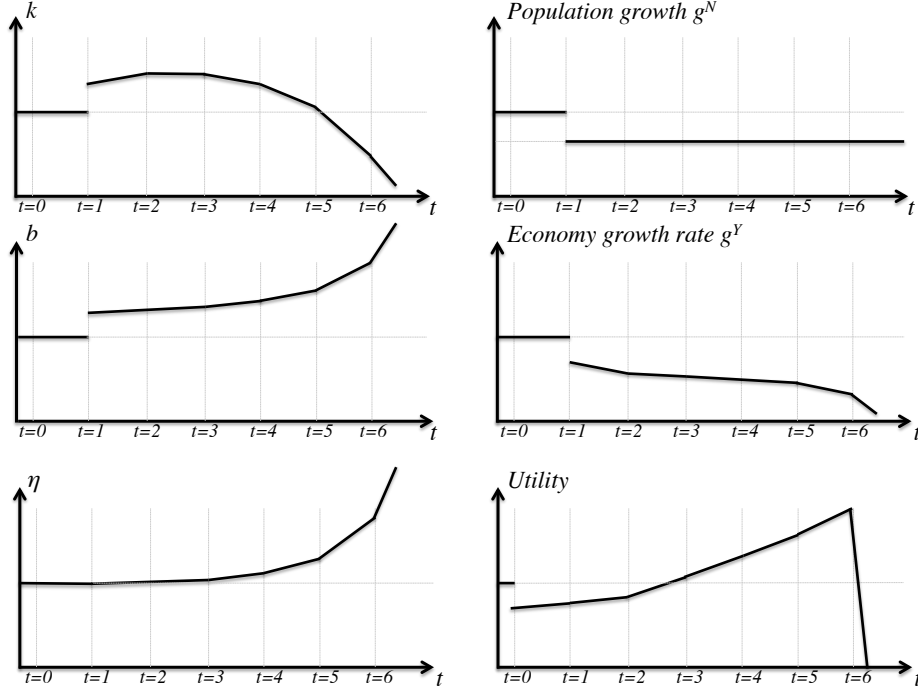 k
t=0 t=1 t=2 t=3 t=4 t=5 t=6 t
Population growth g^N
t=0 t=1 t=2 t=3 t=4 t=5 t=6 t
b
t=0 t=1 t=2 t=3 t=4 t=5 t=6 t
Economy growth rate g^Y
t=0 t=1 t=2 t=3 t=4 t=5 t=6 t
η
t=0 t=1 t=2 t=3 t=4 t=5 t=6 t
Utility
t=0 t=1 t=2 t=3 t=4 t=5 t=6 t